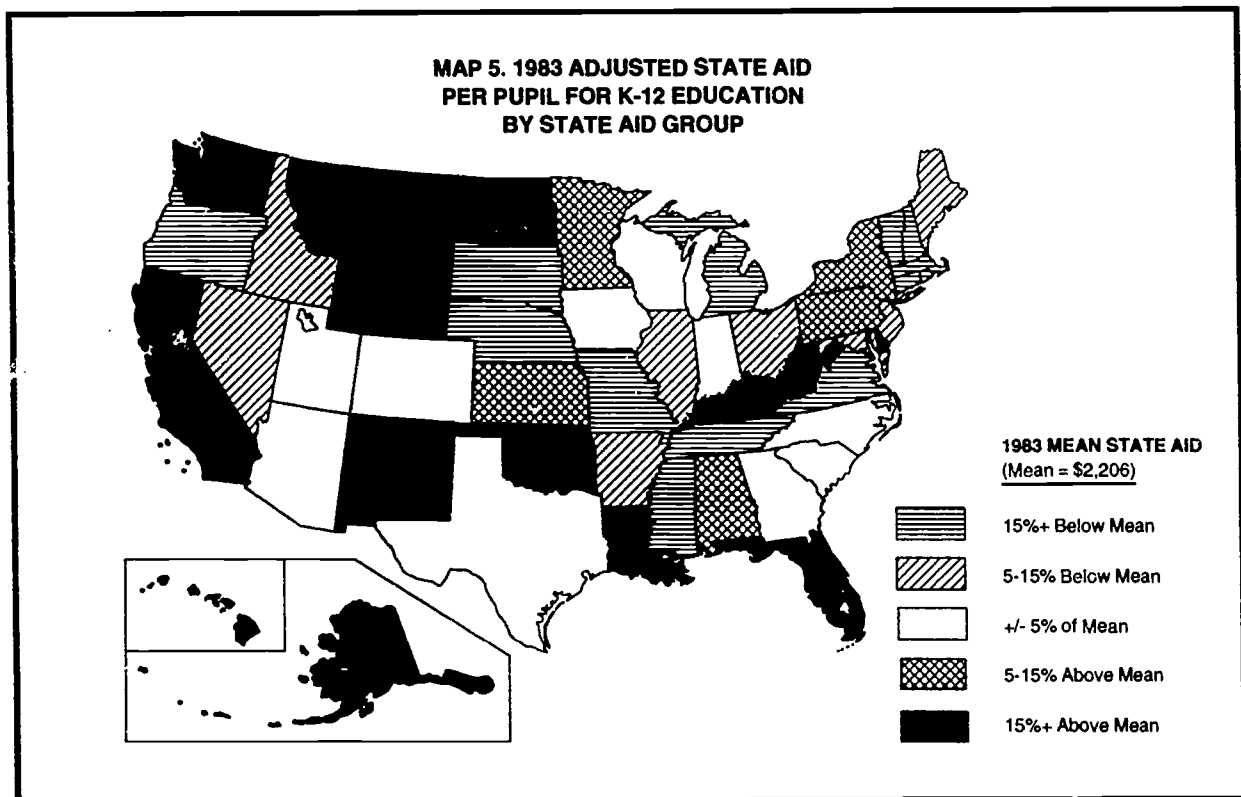 MAP 5. 1983 ADJUSTED STATE AID
PER PUPIL FOR K-12 EDUCATION
BY STATE AID GROUP
1983 MEAN STATE AID
(Mean = $2,206)
15%+ Below Mean
5-15% Below Mean
+/- 5% of Mean
5-15% Above Mean
15%+ Above Mean